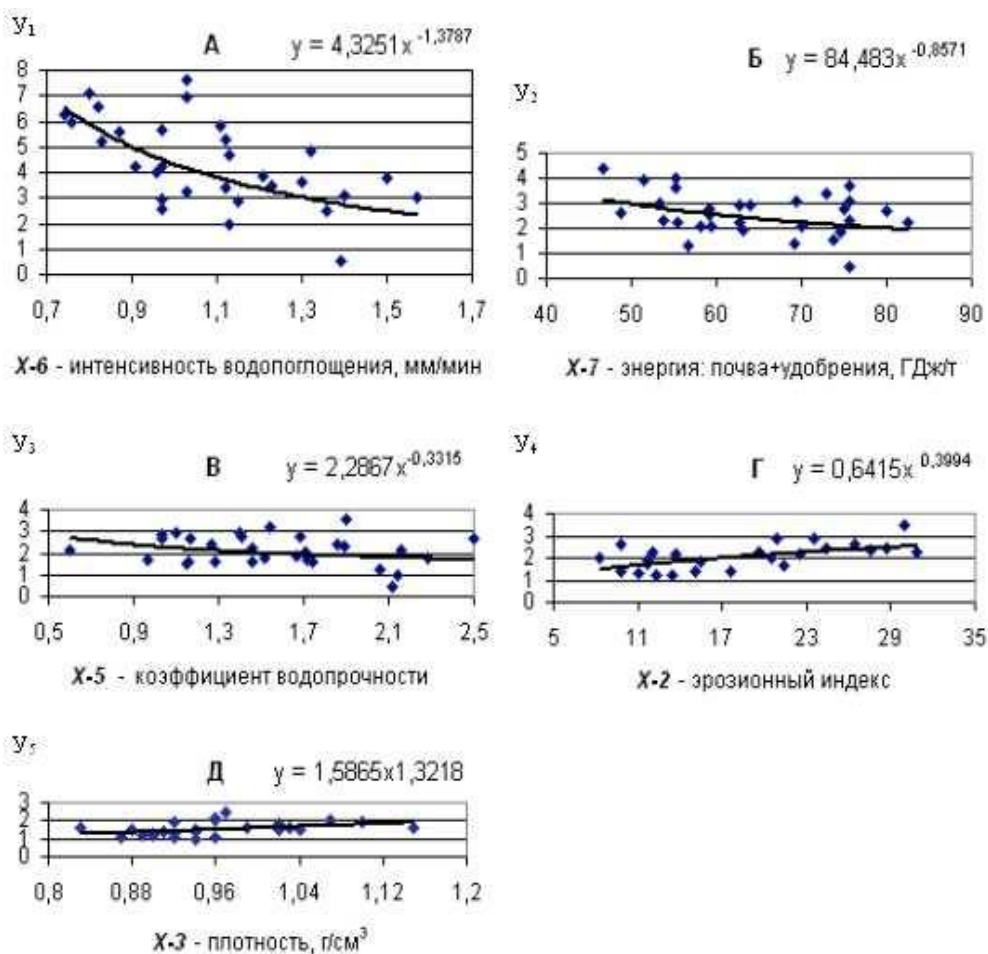 У₁
А y = 4,3251x^-1,3787
8
7
6
5
4
3
2
1
0
0,7 0,9 1,1 1,3 1,5 1,7
X-6 - интенсивность водопоглощения, мм/мин
Б y = 84,483x^-0,8571
У₂
5
4
3
2
1
0
40 50 60 70 80 90
X-7 - энергия: почва+удобрения, ГДж/т
У₃
В y = 2,2867x^-0,3315
4
3
2
1
0
0,5 0,9 1,3 1,7 2,1 2,5
X-5 - коэффициент водопрочности
У₄
Г y = 0,6415x^0,3994
4
3
2
1
0
5 11 17 23 29 35
X-2 - эрозионный индекс
У₅
Д y = 1,5865x1,3218
3
2
1
0
0,8 0,88 0,96 1,04 1,12 1,2
X-3 - плотность, г/см³